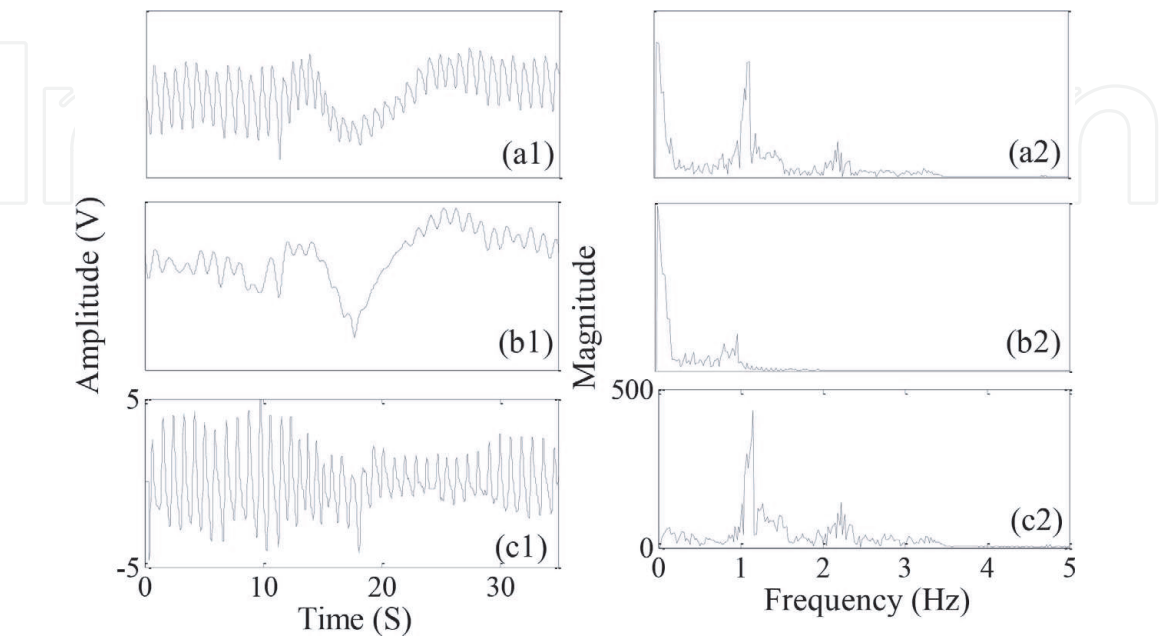 (a1)
(a2)
Amplitude (V)
(b1)
Magnitude
(b2)
5
-5
(c1)
0
10
20
30
Time (S)
500
0
(c2)
0
1
2
3
4
5
Frequency (Hz)